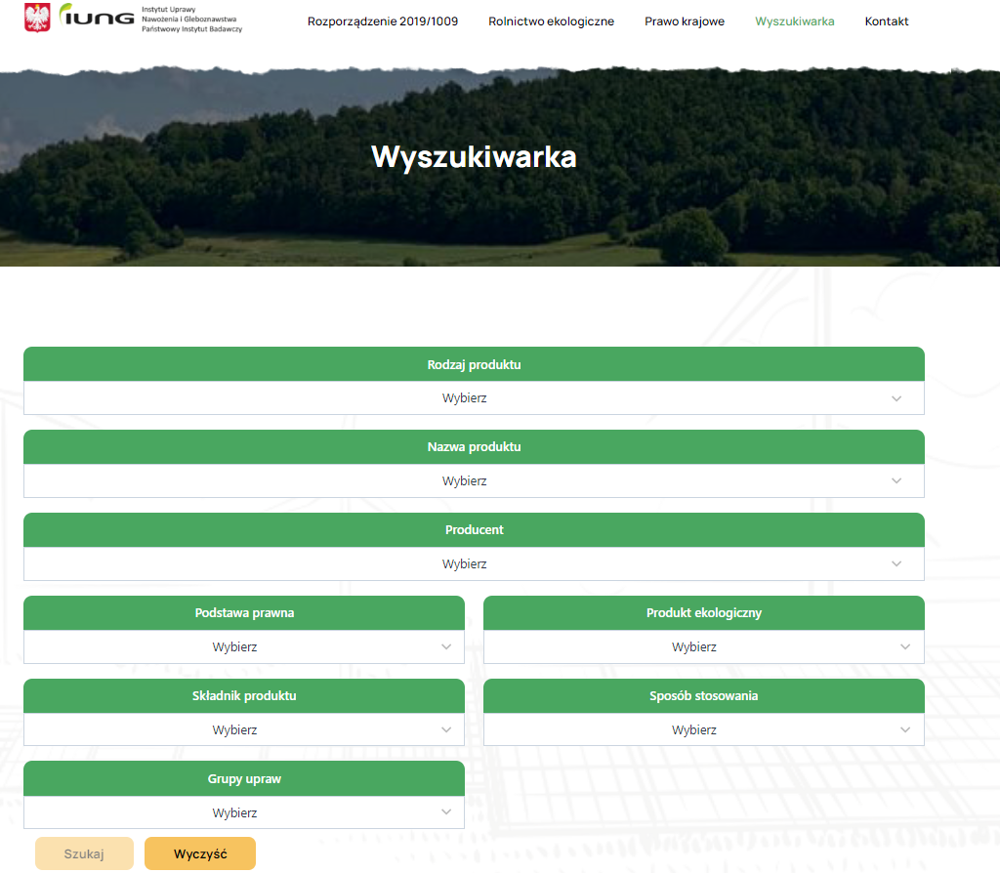 iung
Instytut Uprawy
Nawożenia i Gleboznawstwa
Państwowy Instytut Badawczy
Rozporządzenie 2019/1009
Rolnictwo ekologiczne
Prawo krajowe
Wyszukiwarka
Kontakt
Wyszukiwarka
Rodzaj produktu
Wybierz
Nazwa produktu
Wybierz
Producent
Wybierz
Podstawa prawna
Wybierz
Produkt ekologiczny
Wybierz
Składnik produktu
Wybierz
Sposób stosowania
Wybierz
Grupy upraw
Wybierz
Szukaj
Wyczyść